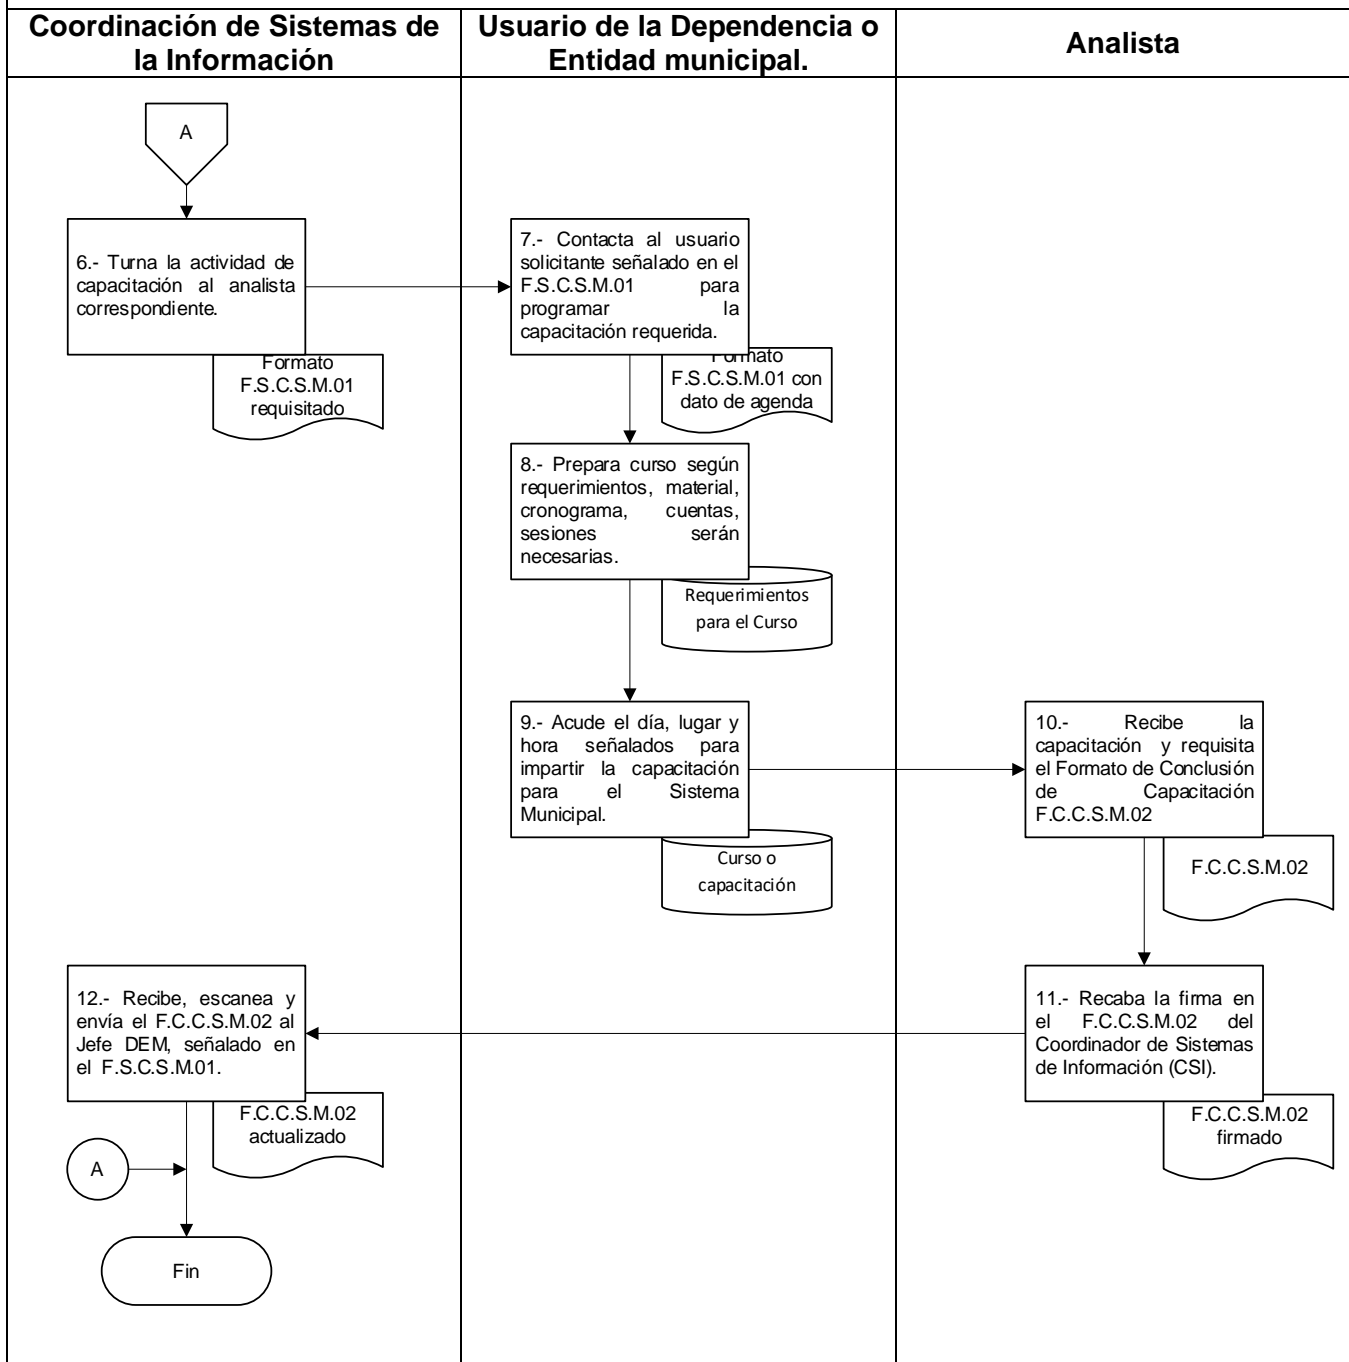 Coordinación de Sistemas de
la Información
Usuario de la Dependencia o
Entidad municipal.
Analista
A
6.- Turna la actividad de
capacitación al analista
correspondiente.
Formato
F.S.C.S.M.01
requisitado
7.- Contacta al usuario
solicitante señalado en el
F.S.C.S.M.01 para
programar la
capacitación requerida.
Formato
F.S.C.S.M.01 con
dato de agenda
8.- Prepara curso según
requerimientos, material,
cronograma, cuentas,
sesiones serán
necesarias.
Requerimientos
para el Curso
9.- Acude el día, lugar y
hora señalados para
impartir la capacitación
para el Sistema
Municipal.
Curso o
capacitación
10.- Recibe la
capacitación y requisita
el Formato de Conclusión
de Capacitación
F.C.C.S.M.02
F.C.C.S.M.02
11.- Recaba la firma en
el F.C.C.S.M.02 del
Coordinador de Sistemas
de Información (CSI).
F.C.C.S.M.02
firmado
12.- Recibe, escanea y
envía el F.C.C.S.M.02 al
Jefe DEM, señalado en
el F.S.C.S.M.01.
F.C.C.S.M.02
actualizado
A
Fin